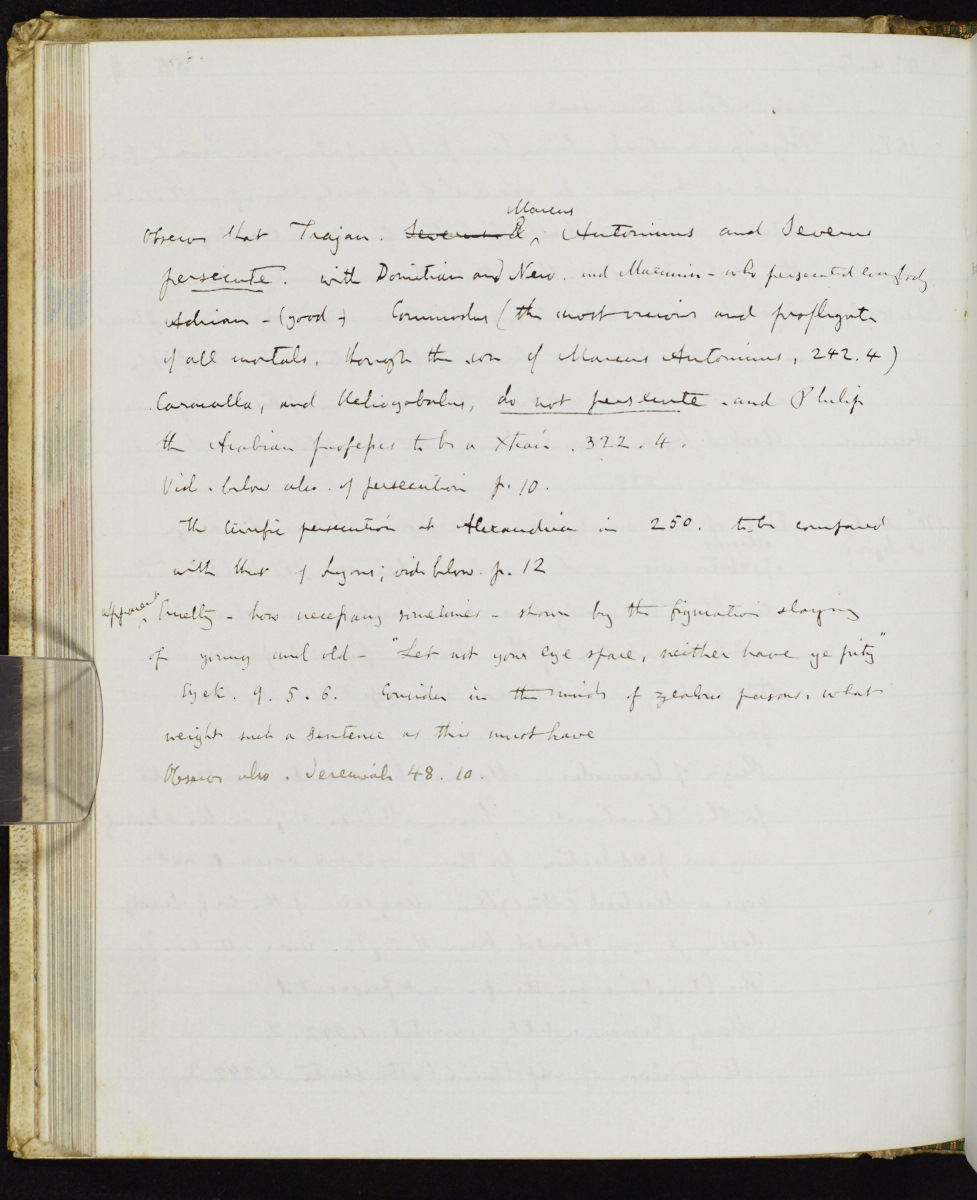 Marcus
Observe that Trajan. Severus & ^ Antoninus and Severus
persecute. with Domitian and Nero. and Maximin - who persecuted everybody
Adrian - (good +) Commodus (the most vicious and profligate
of all mortals. though the son of Marcus Antoninus, 242.4)
Caracalla, and Heliogabalus, do not persecute. and Philip
the Arabian professes to be a Xtian. 322.4.
Vid. below also. of persecution p. 10.
The terrific persecution at Alexandria in 250. to be compared
with that of Lyons; vide below. p. 12
apparent ^ Cruelty - how necessary sometimes - shown by the figurative slaying
of young and old - "Let not your eye spare, neither have ye pity"
Ezek. 9. 5. 6. Consider in the minds of zealous persons, what
weight such a sentence as this must have
Observe also. Jeremiah 48. 10.